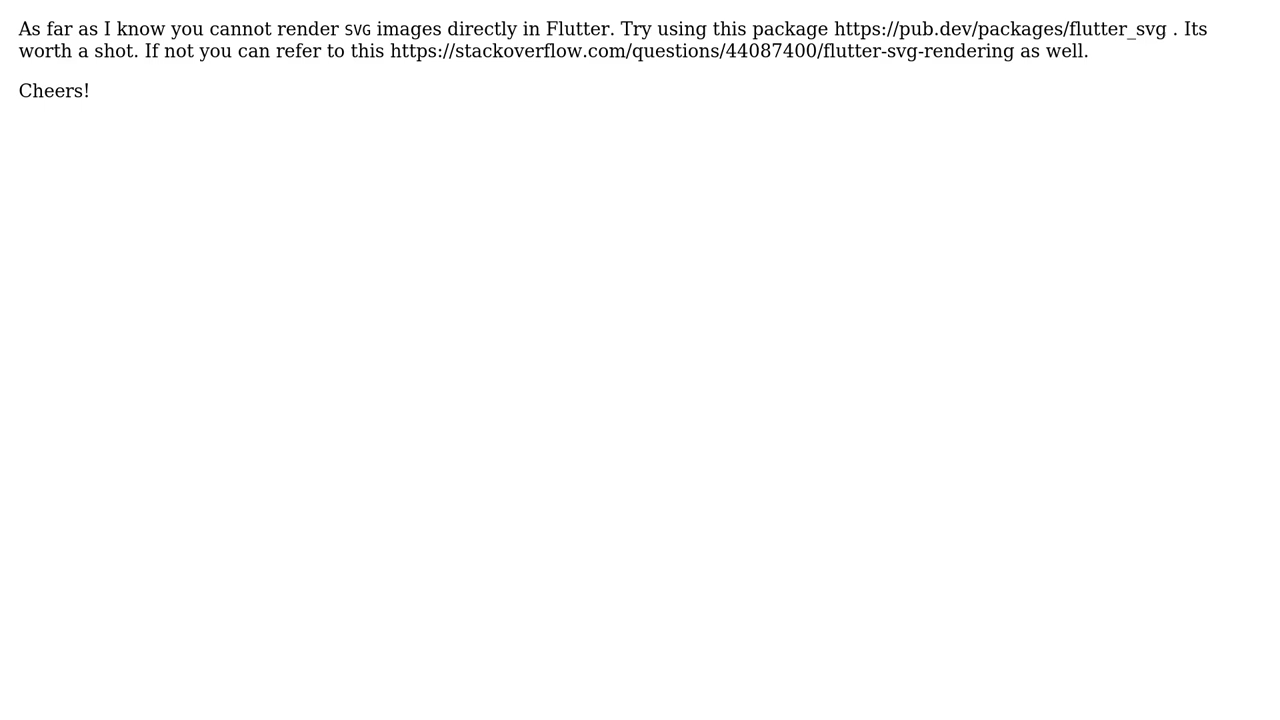 As far as I know you cannot render SVG images directly in Flutter. Try using this package https://pub.dev/packages/flutter_svg . Its
worth a shot. If not you can refer to this https://stackoverflow.com/questions/44087400/flutter-svg-rendering as well.
Cheers!